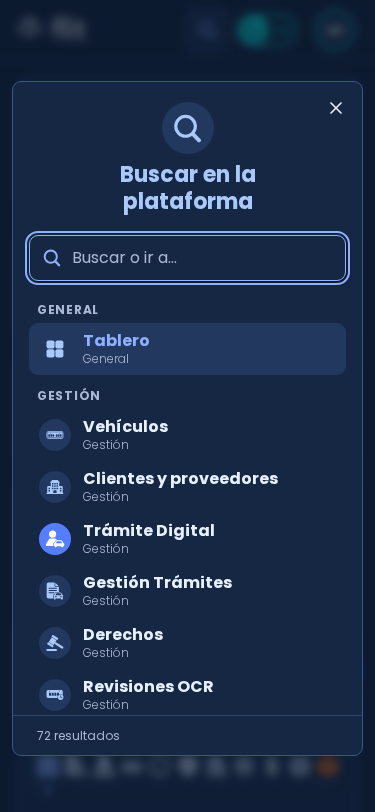 Buscar en la
plataforma
Buscar o ir a...
GENERAL
Tablero
General
GESTIÓN
Vehículos
Gestión
Clientes y proveedores
Gestión
Trámite Digital
Gestión
Gestión Trámites
Gestión
Derechos
Gestión
Revisiones OCR
Gestión
72 resultados